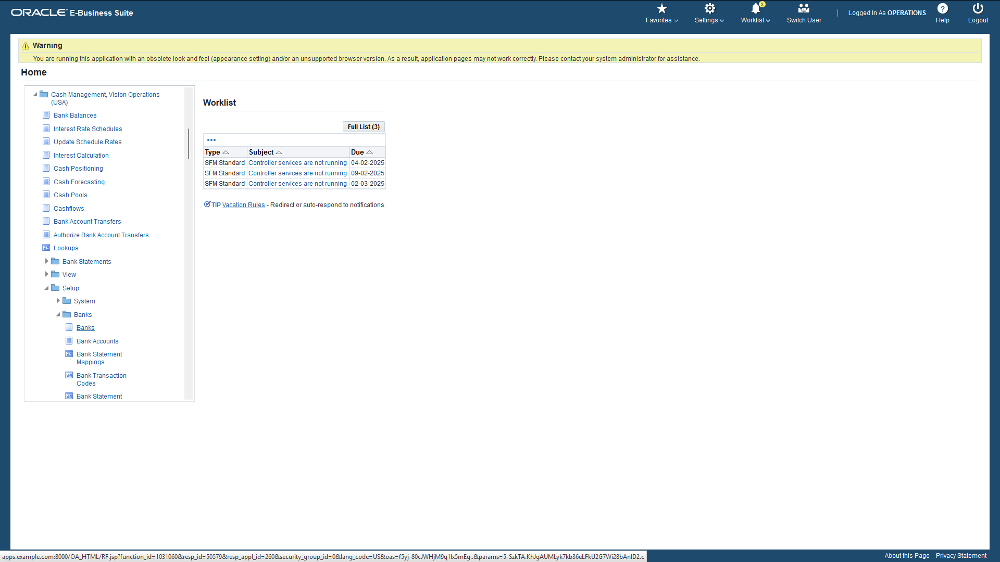 ORACLE E-Business Suite
Favorites
Settings
3
Worklist
Switch User
Logged In As OPERATIONS
?
Help
Logout
Warning
You are running this application with an obsolete look and feel (appearance setting) and/or an unsupported browser version. As a result, application pages may not work correctly. Please contact your system administrator for assistance.
Home
Cash Management, Vision Operations
(USA)
Bank Balances
Interest Rate Schedules
Update Schedule Rates
Interest Calculation
Cash Positioning
Cash Forecasting
Cash Pools
Cashflows
Bank Account Transfers
Authorize Bank Account Transfers
Lookups
Bank Statements
View
Setup
System
Banks
Banks
Bank Accounts
Bank Statement
Mappings
Bank Transaction
Codes
Bank Statement
Worklist
Full List (3)
Type Subject Due
SFM Standard Controller services are not running 04-02-2025
SFM Standard Controller services are not running 09-02-2025
SFM Standard Controller services are not running 02-03-2025
TIP Vacation Rules - Redirect or auto-respond to notifications.
apps.example.com:8000/OA_HTML/RF.jsp?function_id=1031060&resp_id=50579&resp_appl_id=260&security_group_id=0&lang_code=US&oas=f5yj-80cJWHjM9q1Ix5mEg..&params=5-SzkTA.KhJgAUMLyk7kb36eLFkU2G7Wi28bAnID2.c
About this Page Privacy Statement